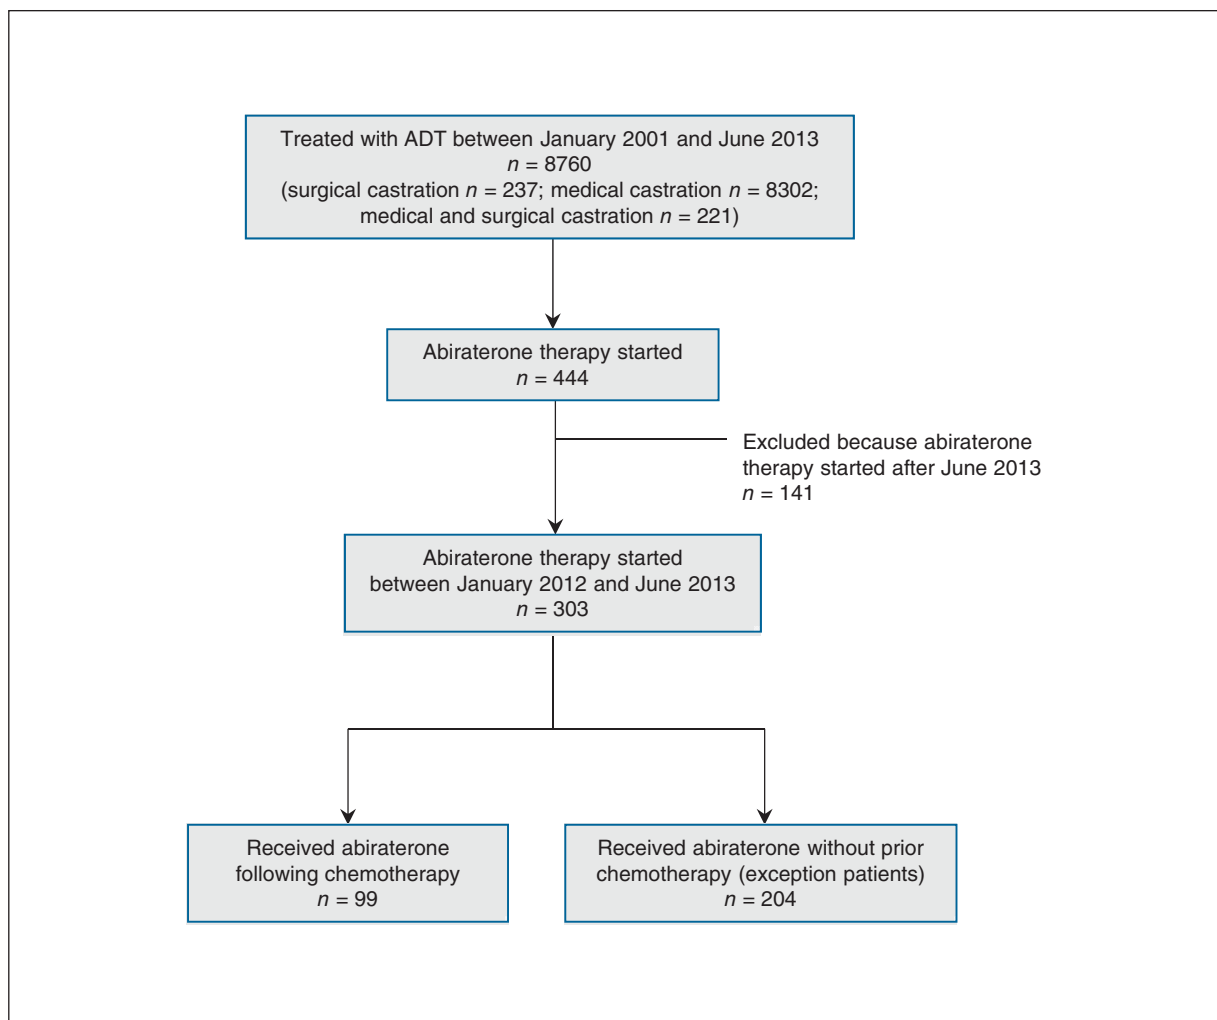 Treated with ADT between January 2001 and June 2013
n = 8760
(surgical castration n = 237; medical castration n = 8302;
medical and surgical castration n = 221)
Abiraterone therapy started
n = 444
Excluded because abiraterone
therapy started after June 2013
n = 141
Abiraterone therapy started
between January 2012 and June 2013
n = 303
Received abiraterone
following chemotherapy
n = 99
Received abiraterone without prior
chemotherapy (exception patients)
n = 204